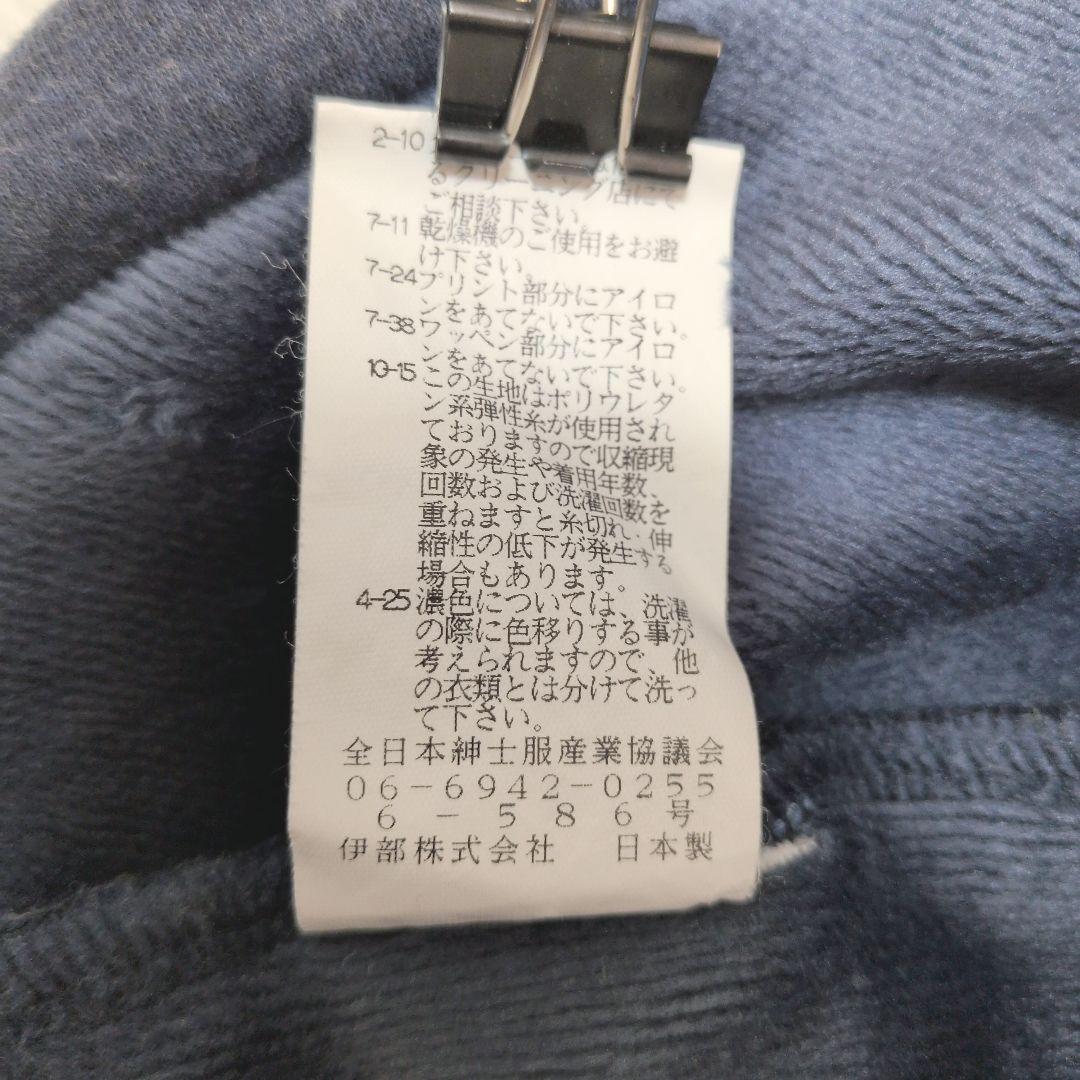 2-10
るクリーニング店にて
ご相談下さい。
7-11 乾燥機のご使用をお避
け下さい。
7-24 プリント部分にアイロ
ンをあてないで下さい。
7-38 ワッペン部分にアイロ
ンをあてないで下さい。
10-15 この生地はポリウレタ
ン系弾性糸が使用され
ておりますので収縮現
象の発生や着用年数、
回数および洗濯回数を
重ねますと糸切れ・伸
縮性の低下が発生する
場合もあります。
4-25 濃色については、洗濯
の際に色移りする事が
考えられますので、他
の衣類とは分けて洗っ
て下さい。
全日本紳士服産業協議会
06-6942-0255
6-586号
伊部株式会社 日本製